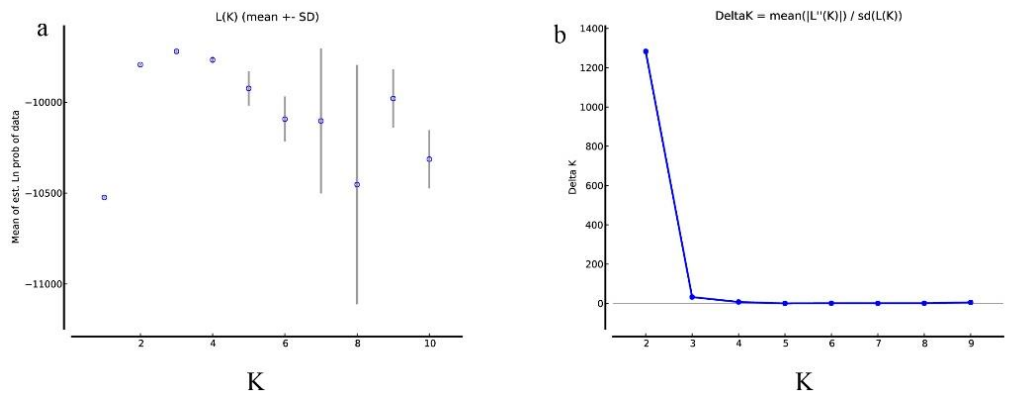 a
L(K) (mean +- SD)
Mean of est. Ln prob of data
−10000
−10500
−11000
2 4 6 8 10
K
b
DeltaK = mean(|L''(K)|) / sd(L(K))
Delta K
1400
1200
1000
800
600
400
200
0
2 3 4 5 6 7 8 9
K